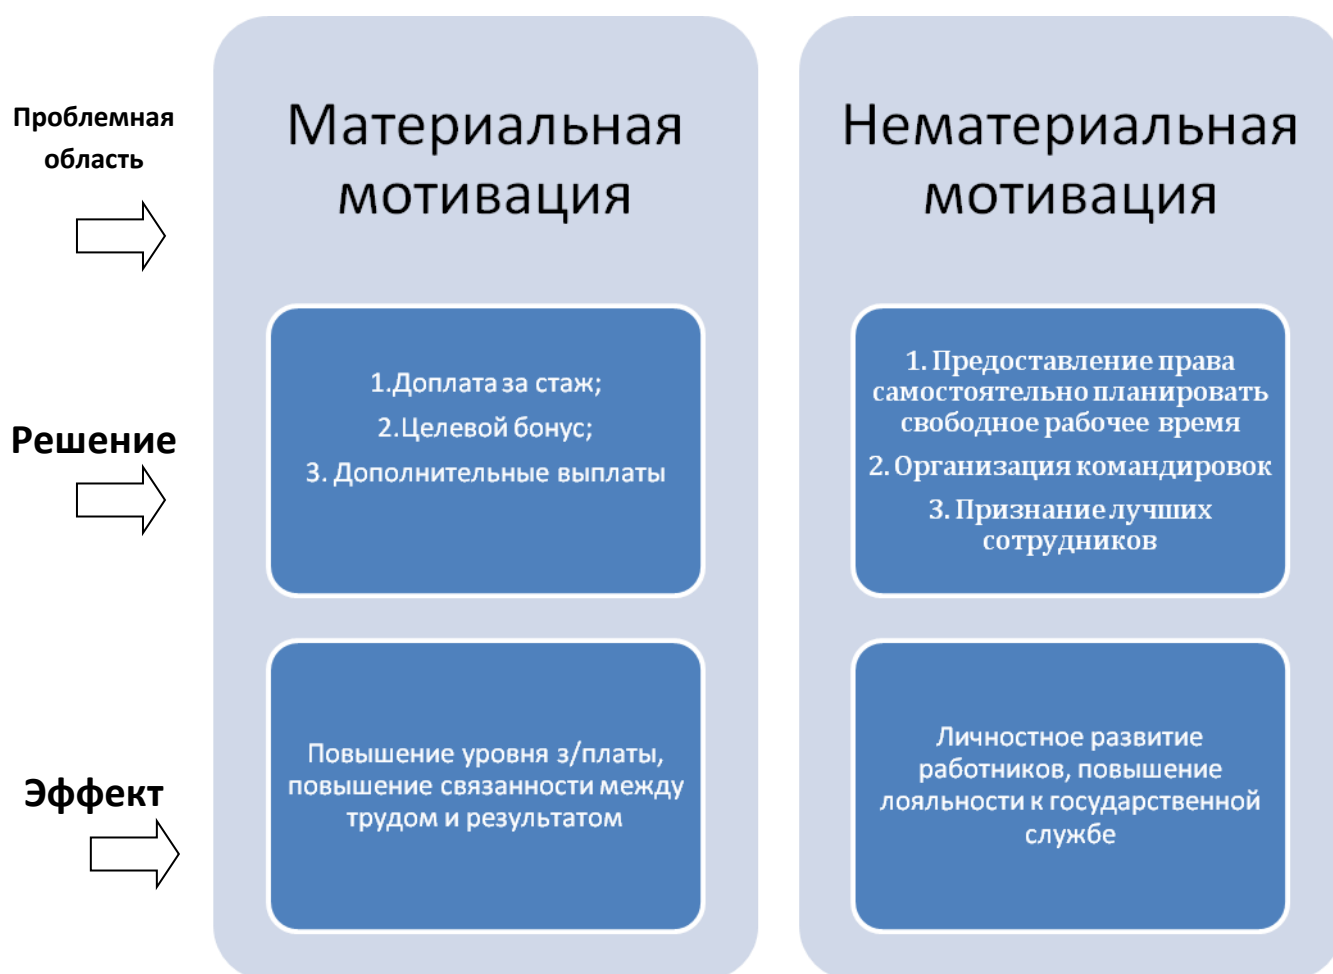 Проблемная
область
Материальная
мотивация
Нематериальная
мотивация
Решение
1.Доплата за стаж;
2.Целевой бонус;
3. Дополнительные выплаты
1. Предоставление права
самостоятельно планировать
свободное рабочее время
2. Организация командировок
3. Признание лучших
сотрудников
Эффект
Повышение уровня з/платы,
повышение связанности между
трудом и результатом
Личностное развитие
работников, повышение
лояльности к государственной
службе